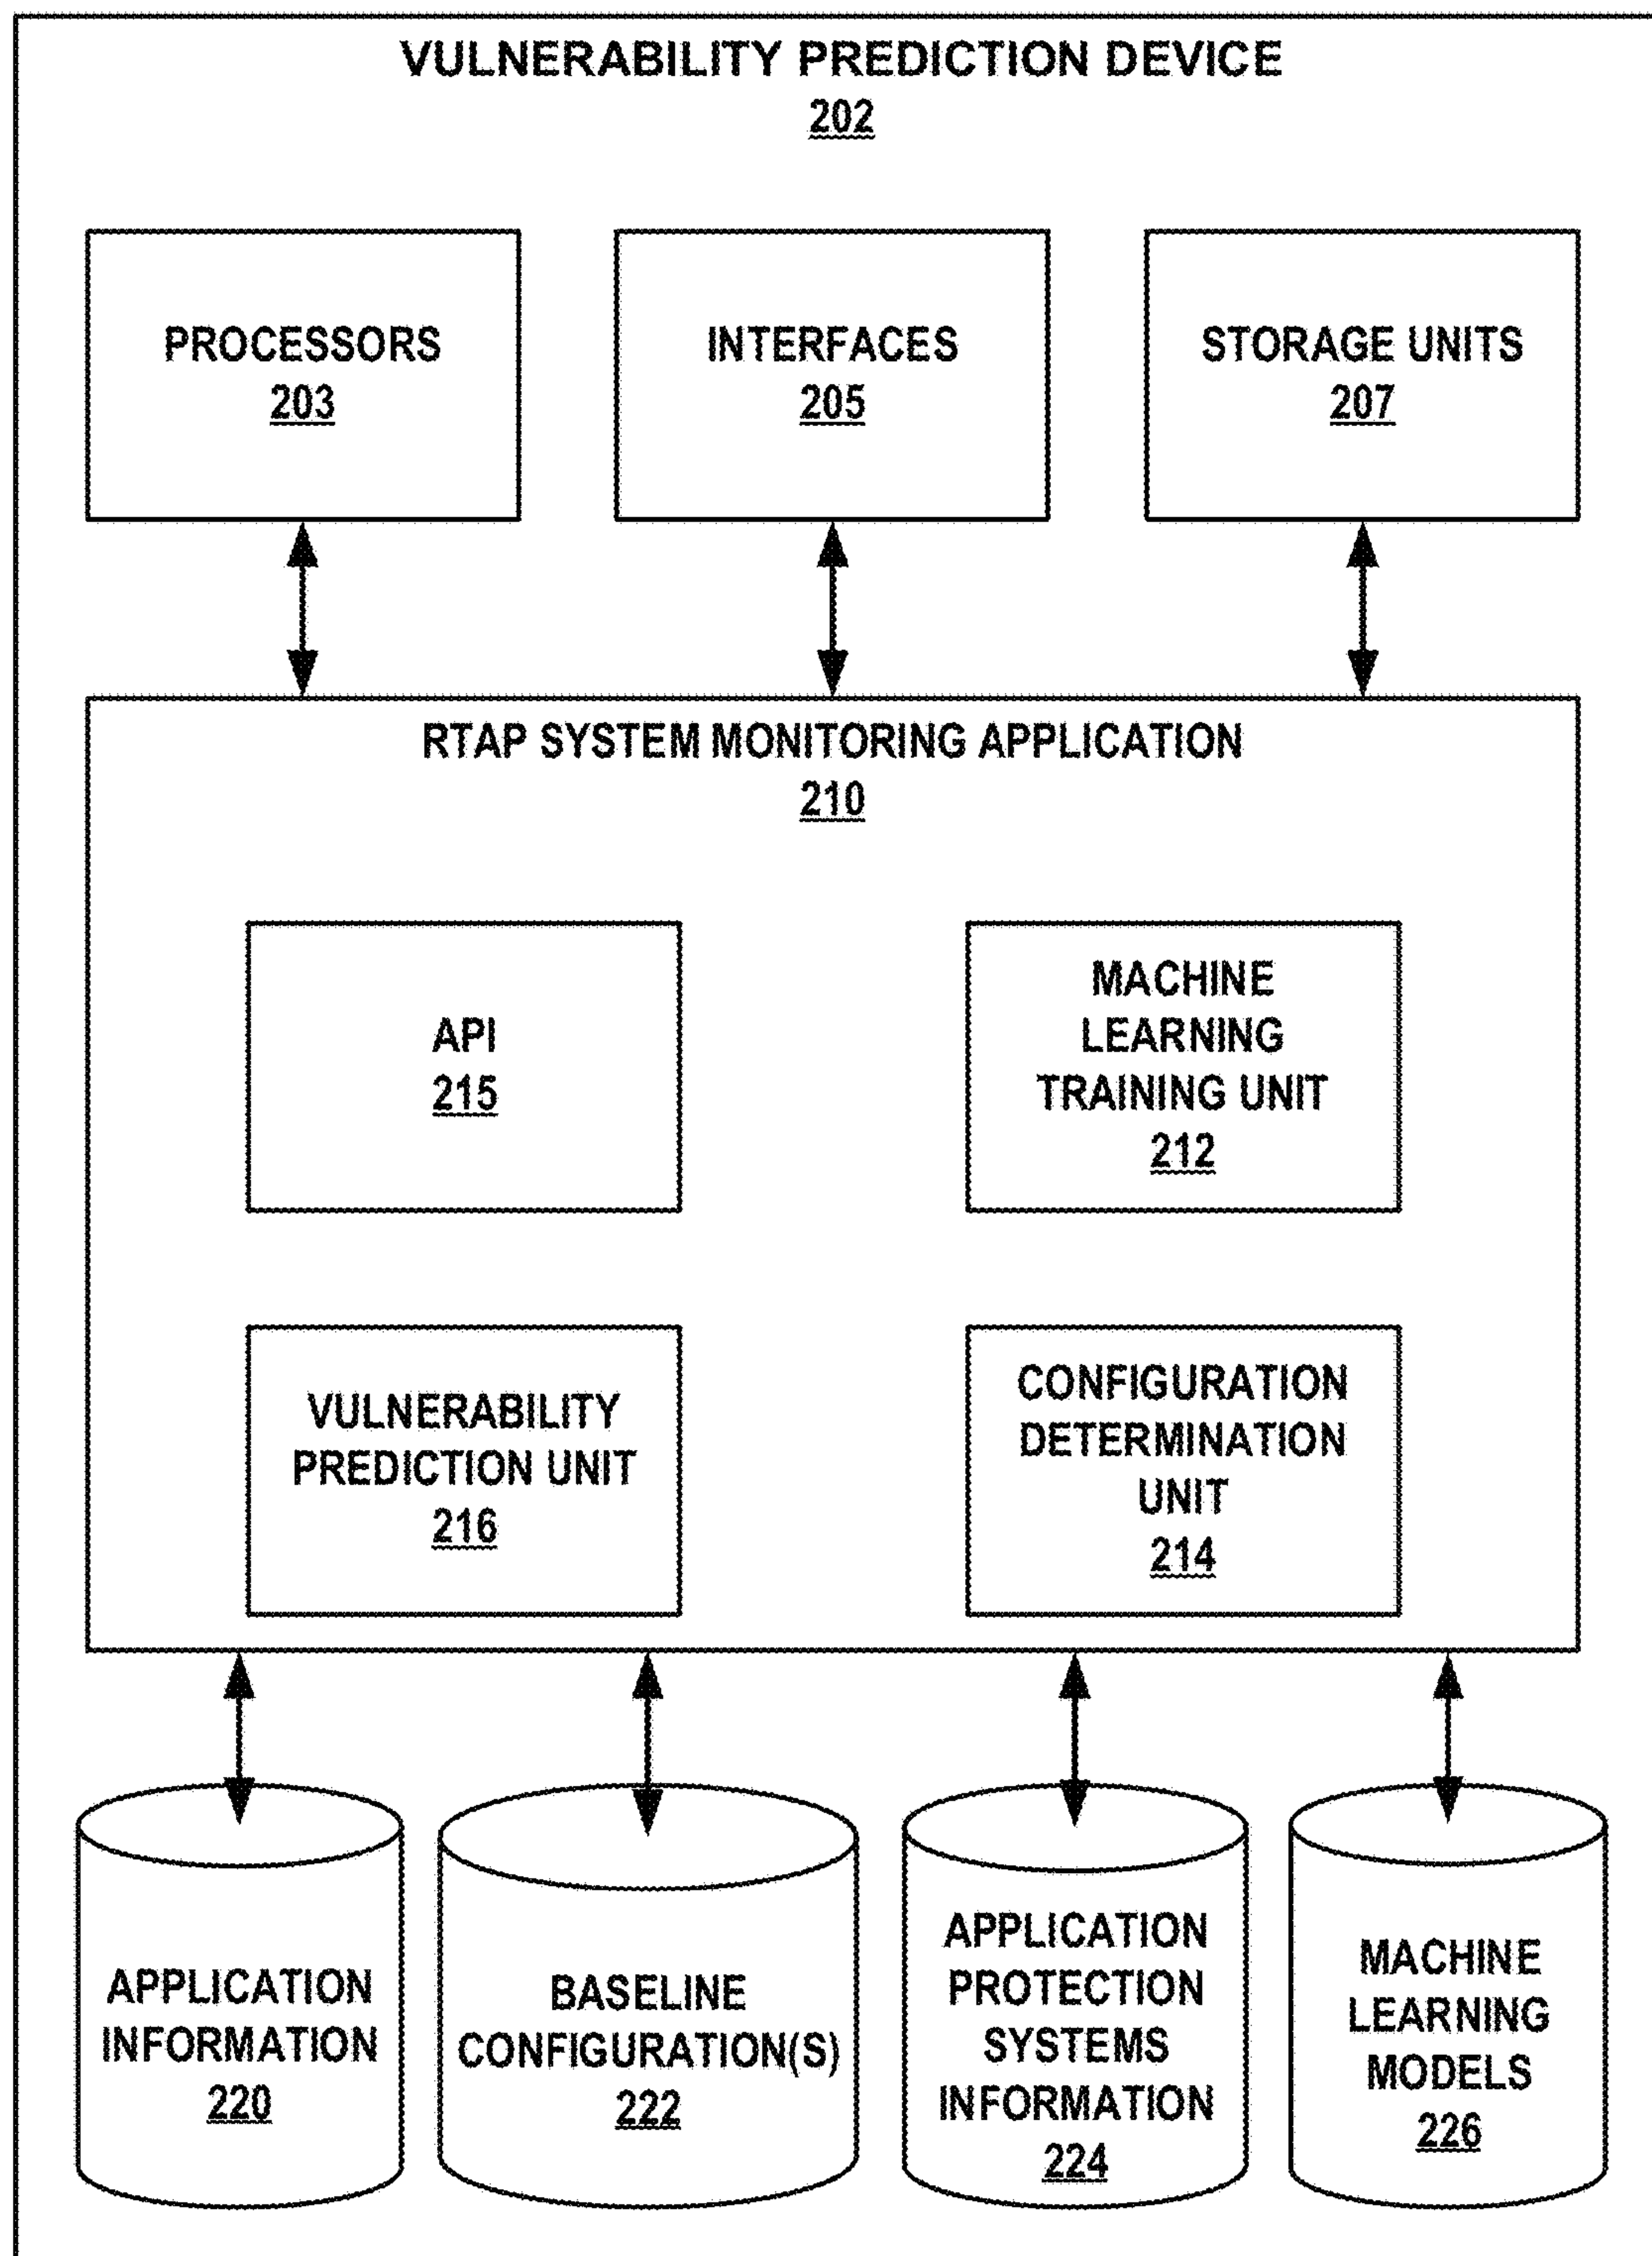 VULNERABILITY PREDICTION DEVICE
202
PROCESSORS
203
INTERFACES
205
STORAGE UNITS
207
RTAP SYSTEM MONITORING APPLICATION
210
API
215
MACHINE
LEARNING
TRAINING UNIT
212
VULNERABILITY
PREDICTION UNIT
216
CONFIGURATION
DETERMINATION
UNIT
214
APPLICATION
INFORMATION
220
BASELINE
CONFIGURATION(S)
222
APPLICATION
PROTECTION
SYSTEMS
INFORMATION
224
MACHINE
LEARNING
MODELS
226